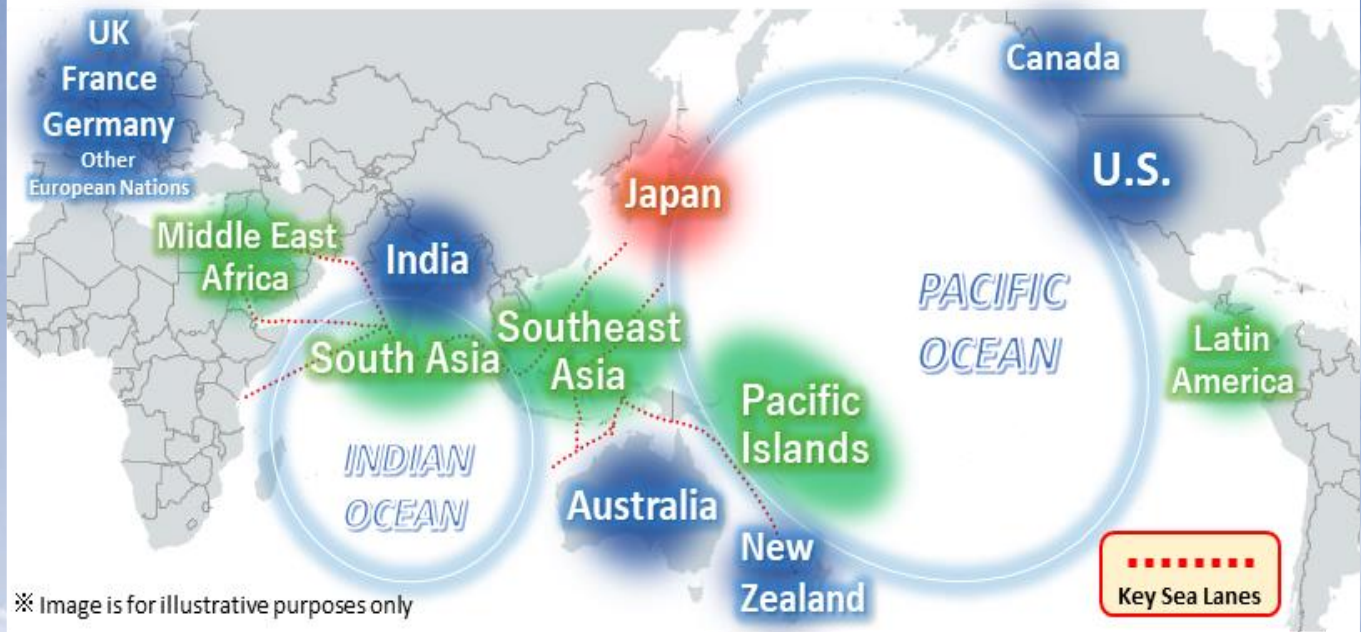 UK
France
Germany
Other
European Nations
Canada
U.S.
Japan
Middle East
Africa
India
South Asia
Southeast
Asia
PACIFIC
OCEAN
Latin
America
Pacific
Islands
INDIAN
OCEAN
Australia
New
Zealand
Key Sea Lanes
※ Image is for illustrative purposes only